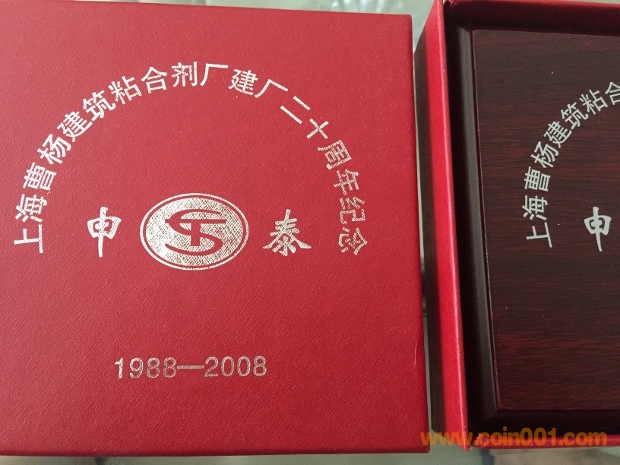 上海曹杨建筑粘合剂厂建厂二十周年纪念
申 泰
1988—2008
上海曹杨建筑粘合
申
www.coin001.com